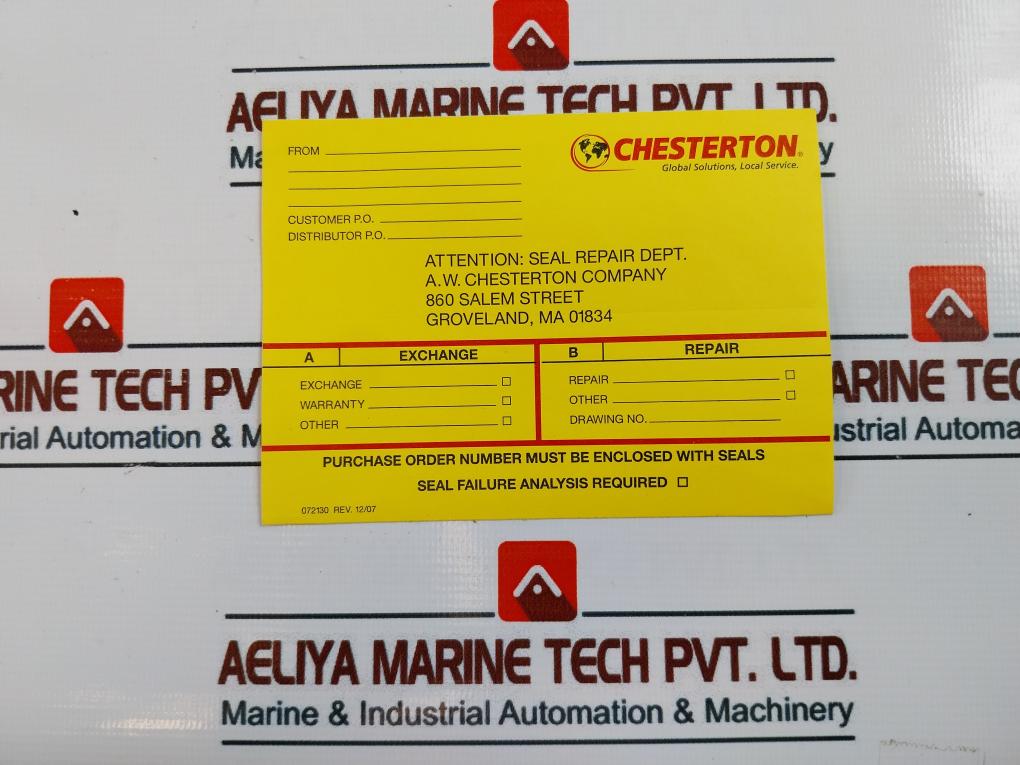 AELIYA MARINE TECH PVT. LTD.
Ma
ry
FROM
CHESTERTON®
Global Solutions, Local Service.
CUSTOMER P.O.
DISTRIBUTOR P.O.
ATTENTION: SEAL REPAIR DEPT.
A.W. CHESTERTON COMPANY
860 SALEM STREET
GROVELAND, MA 01834
A EXCHANGE
B REPAIR
EXCHANGE
WARRANTY
OTHER
REPAIR
OTHER
DRAWING NO.
PURCHASE ORDER NUMBER MUST BE ENCLOSED WITH SEALS
SEAL FAILURE ANALYSIS REQUIRED
072130 REV. 12/07
RINE TECH PV
rial Automation & M
ARINE TEC
ustrial Automa
AELIYA MARINE TECH PVT. LTD.
Marine & Industrial Automation & Machinery